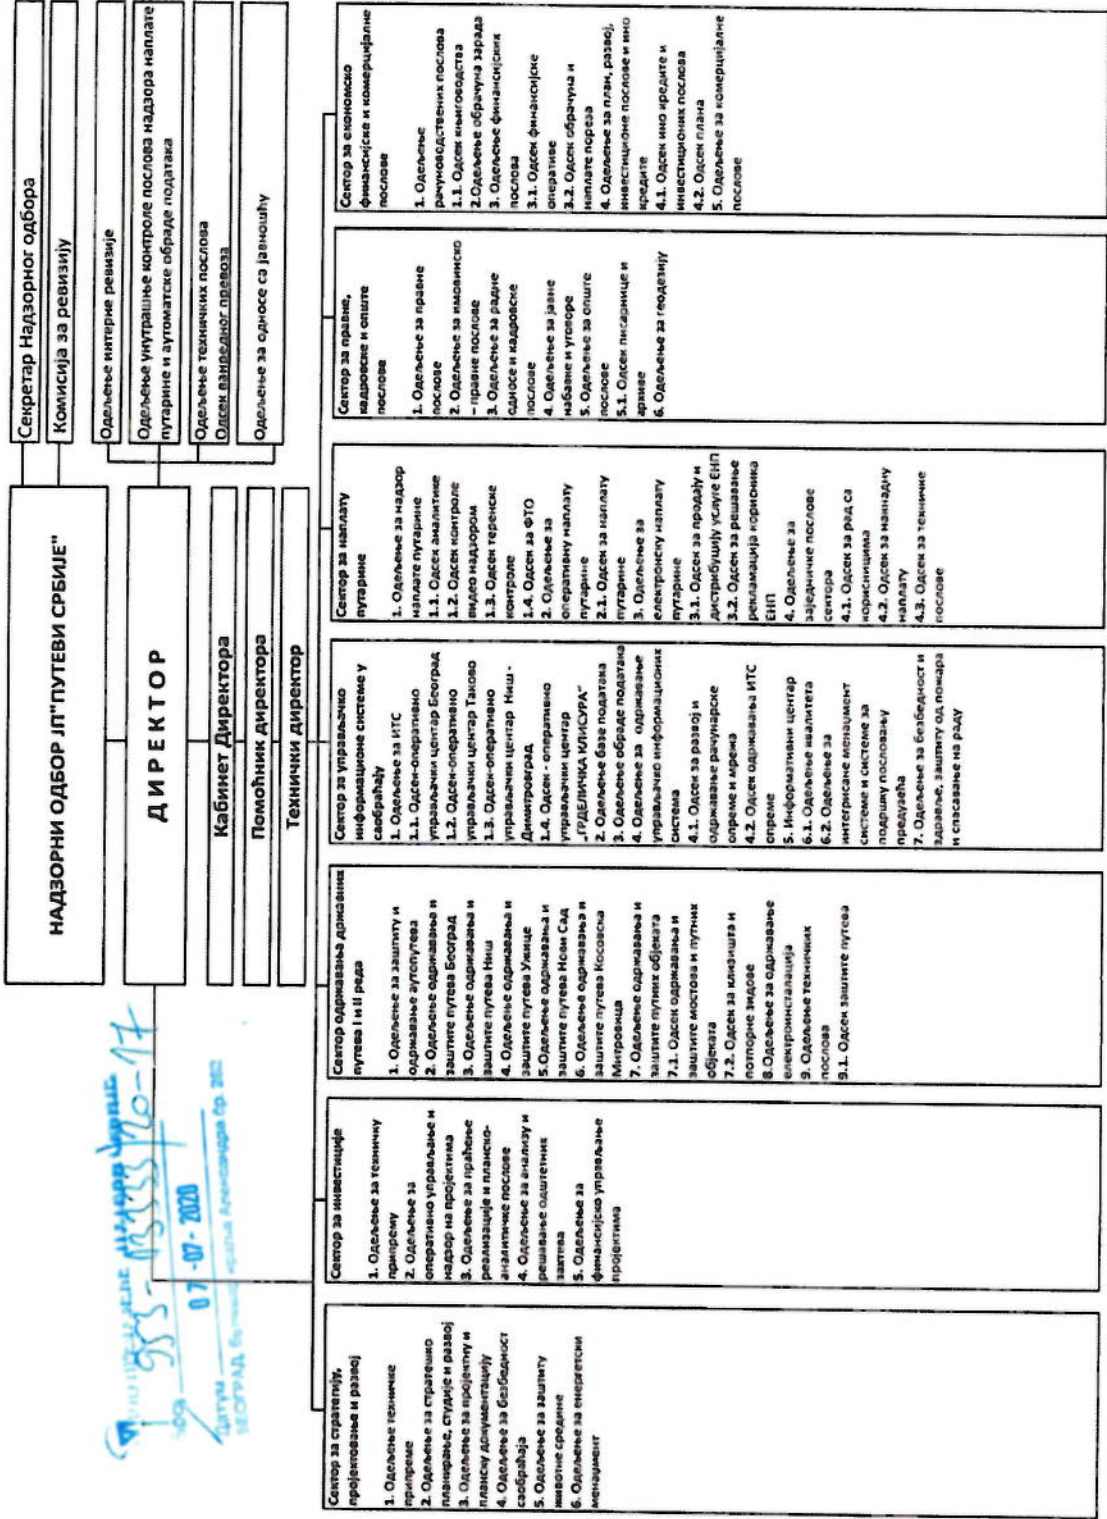 НАДЗОРНИ ОДБОР ЈП"ПУТЕВИ СРБИЈЕ"
Секретар Надзорног одбора
Комисија за ревизију
ДИРЕКТОР
Одељење интерне ревизије
Одељење унутрашње контроле послова надзора наплате
путарине и аутоматске обраде података
Одељење техничких послова
Одсек ванредног превоза
Одељење за односе са јавношћу
Кабинет Директора
Помоћник директора
Технички директор
953-
07-07-2020
Сектор за стратегију,
пројектовање и развој
1. Одељење техничке
припреме
2. Одељење за стратешко
планирање, студије и развој
3. Одељење за пројектну и
планску документацију
4. Одељење за безбедност
саобраћаја
5. Одељење за заштиту
животне средине
6. Одељење за енергетски
менаџмент
Сектор за инвестиције
1. Одељење за техничку
припрему
2. Одељење за
оперативно управљање и
надзор на пројектима
3. Одељење за праћење
реализације и планско-
аналитичке послове
4. Одељење за анализу и
решавање одштетних
захтева
5. Одељење за
финансијско управљање
пројектима
Сектор одржавања државних
путева I и II реда
1. Одељење за заштиту и
одржавање аутопутева
2. Одељење одржавања и
заштите путева Београд
3. Одељење одржавања и
заштите путева Ниш
4. Одељење одржавања и
заштите путева Ужице
5.Одељење одржавања и
заштите путева Нови Сад
6. Одељење одржавања и
заштите путева Косовска
Митровица
7. Одељење одржавања и
заштите путних објеката
7.1. Одсек одржавања и
заштите мостова и путних
објеката
7.2. Одсек за клизишта и
потпорне зидове
8.Одељење за одржавање
електроинсталација
9. Одељење техничких
послова
9.1. Одсек заштите путева
Сектор за управљачко
информационе системе у
саобраћају
1. Одељење за ИТС
1.1. Одсек-оперативно
управљачки центар Београд
1.2. Одсек-оперативно
управљачки центар Таково
1.3. Одсек-оперативно
управљачки центар Ниш -
Димитровград
1.4. Одсек - оперативно
управљачки центар
„ГРДЕЛИЧКА КЛИСУРА“
2. Одељење базе података
3. Одељење обраде података
4. Одељење за одржавање
управљачко информационих
система
4.1. Одсек за развој и
одржавање рачунарске
опреме и мрежа
4.2. Одсек одржавања ИТС
опреме
5. Информативни центар
6.1. Одељење квалитета
6.2. Одељење за
интегрисане менаџмент
системе и системе за
подршку пословању
предузећа
7. Одељење за безбедност и
здравље, заштиту од пожара
и спасавање на раду
Сектор за наплату
путарине
1. Одељење за надзор
наплате путарине
1.1. Одсек аналитике
1.2. Одсек контроле
видео надзором
1.3. Одсек теренске
контроле
1.4. Одсек за ФТО
2. Одељење за
оперативну наплату
путарине
2.1. Одсек за наплату
путарине
3. Одељење за
електронску наплату
путарине
3.1. Одсек за продају и
дистрибуцију услуге ЕНП
3.2. Одсек за решавање
рекламација корисника
ЕНП
4. Одељење за
заједничке послове
сектора
4.1. Одсек за рад са
корисницима
4.2. Одсек за накнадну
наплату
4.3. Одсек за техничке
послове
Сектор за правне,
кадровске и опште
послове
1. Одељење за правне
послове
2. Одељење за имовинско
– правне послове
3. Одељење за радне
односе и кадровске
послове
4. Одељење за јавне
набавке и уговоре
5. Одељење за опште
послове
5.1. Одсек писарнице и
архиве
6. Одељење за геодезију
Сектор за економско
финансијске и комерцијалне
послове
1. Одељење
рачуноводствених послова
1.1. Одсек књиговодства
2.Одељење обрачуна зарада
3. Одељење финансијских
послова
3.1. Одсек финансијске
оперативе
3.2. Одсек обрачуна и
наплате пореза
4. Одељење за план, развој,
инвестиционе послове и ино
кредите
4.1. Одсек ино кредите и
инвестиционих послова
4.2. Одсек плана
5. Одељење за комерцијалне
послове